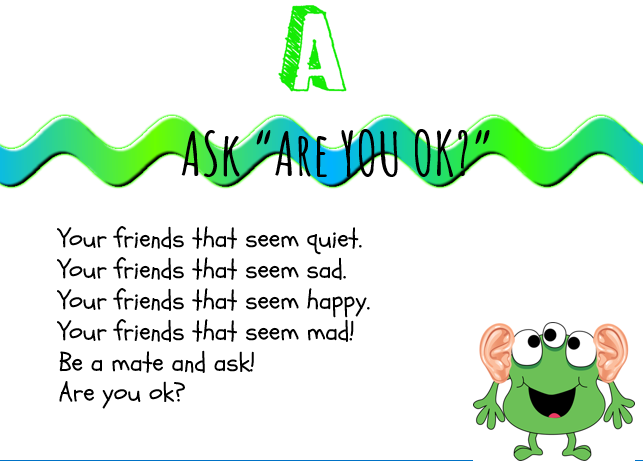 A
ASK "ARE YOU OK?"
Your friends that seem quiet.
Your friends that seem sad.
Your friends that seem happy.
Your friends that seem mad!
Be a mate and ask!
Are you ok?